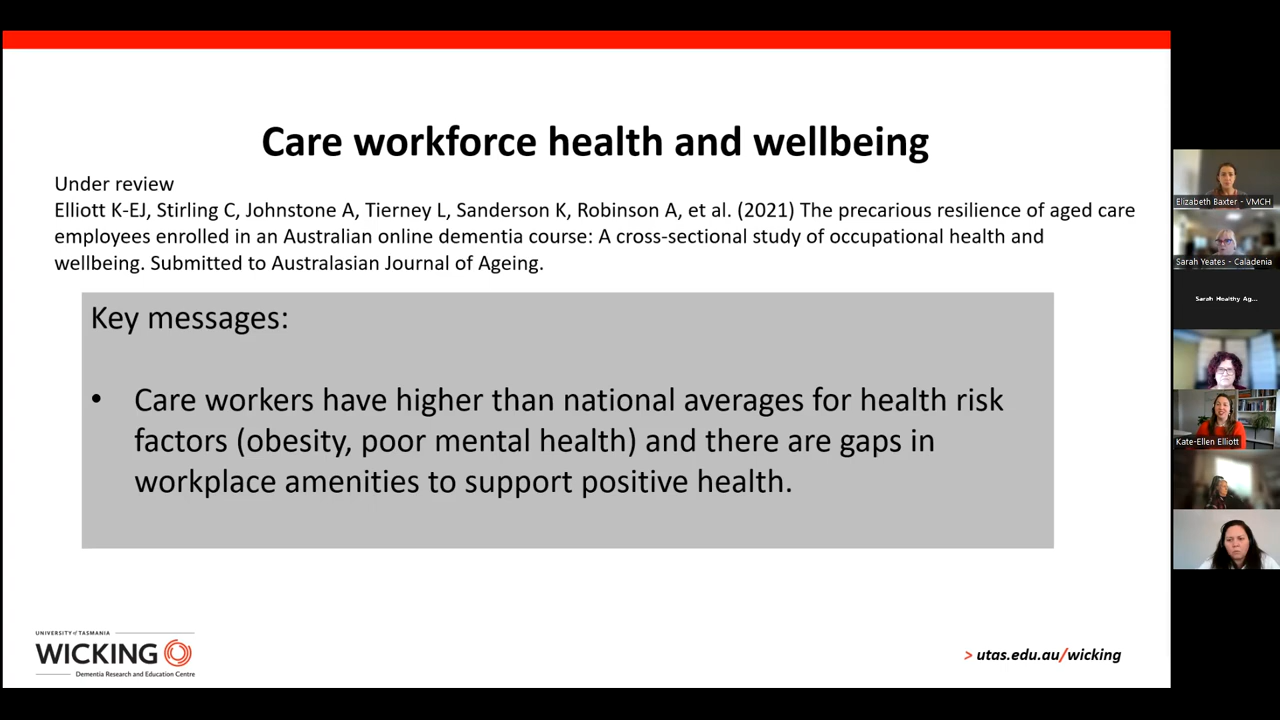 Care workforce health and wellbeing
Under review
Elliott K-EJ, Stirling C, Johnstone A, Tierney L, Sanderson K, Robinson A, et al. (2021) The precarious resilience of aged care
employees enrolled in an Australian online dementia course: A cross-sectional study of occupational health and
wellbeing. Submitted to Australasian Journal of Ageing.
Key messages:
• Care workers have higher than national averages for health risk
factors (obesity, poor mental health) and there are gaps in
workplace amenities to support positive health.
UNIVERSITY of TASMANIA
WICKING
Dementia Research and Education Centre
> utas.edu.au/wicking
Elizabeth Baxter - VMCH
Sarah Yeates - Caladenia
Sarah Healthy Ag...
Kate-Ellen Elliott